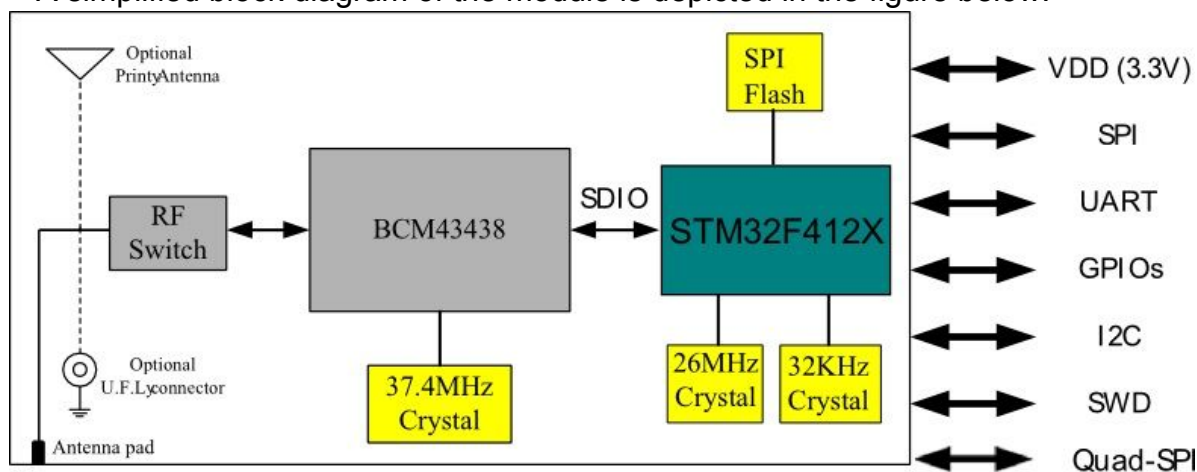 A simplified block diagram of the module is depicted in the figure below.
Optional
PrintyAntenna
SPI
Flash
VDD (3.3V)
SPI
UART
GPIOs
I2C
SWD
Quad-SPI
RF
Switch
BCM43438
SDIO
STM32F412X
Optional
U.F.Lyconnector
37.4MHz
Crystal
26MHz
Crystal
32KHz
Crystal
Antenna pad